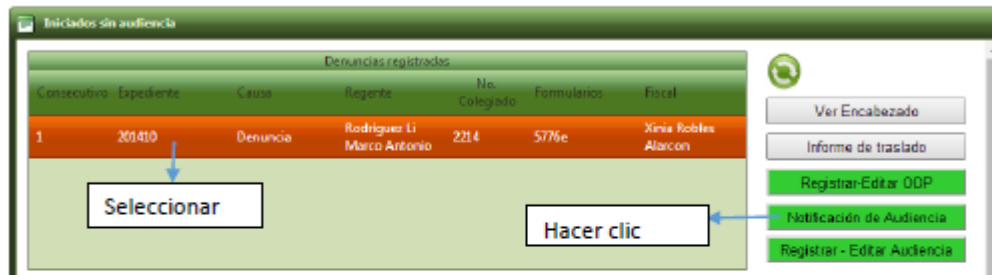 Iniciados sin audiencia
Denuncias registradas
Consecutivo Expediente Causa Regente No. Colegiado Formularios Fiscal
1 201410 Denuncia Rodriguez Li Marco Antonio 2214 5776e Xinia Robles Alarcon
Seleccionar
Hacer clic
Ver Encabezado
Informe de traslado
Registrar-Editar ODP
Notificación de Audiencia
Registrar - Editar Audiencia